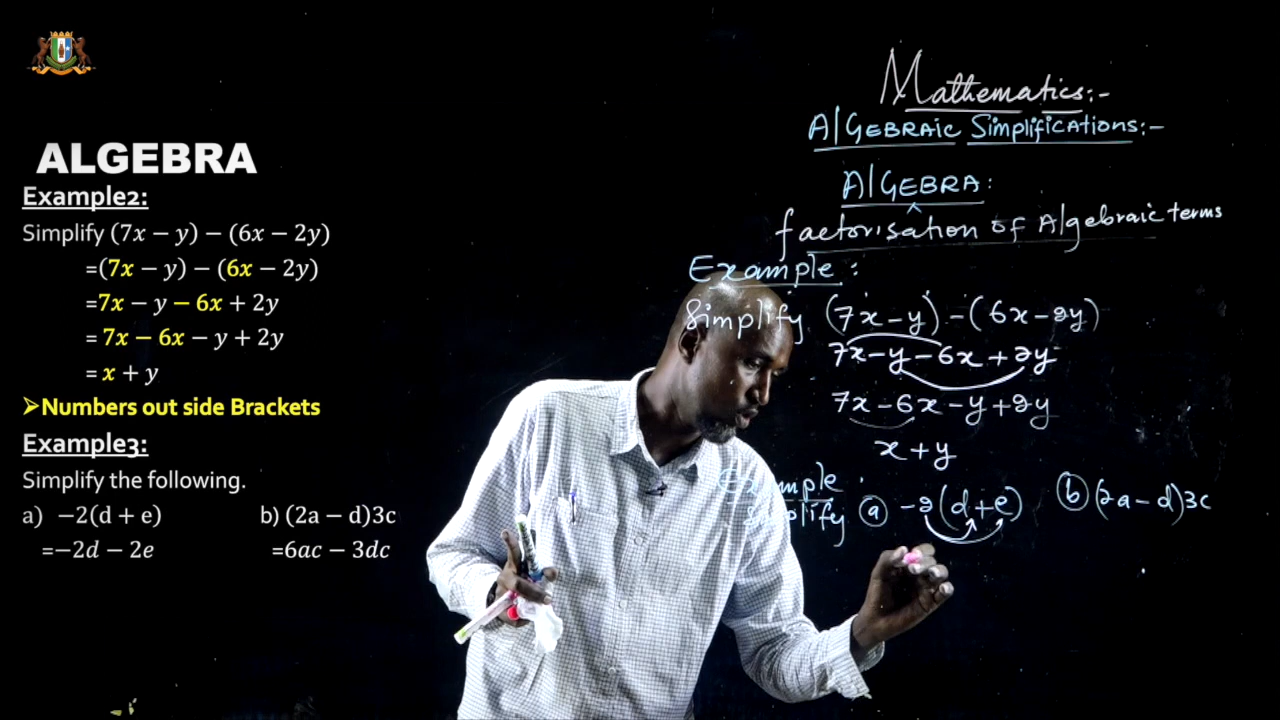 ALGEBRA
Example2:
Simplify (7x − y) − (6x − 2y)
=(7x − y) − (6x − 2y)
=7x − y − 6x + 2y
= 7x − 6x − y + 2y
= x + y
➢Numbers out side Brackets
Example3:
Simplify the following.
a) −2(d + e) b) (2a − d)3c
=−2d − 2e =6ac − 3dc
Mathematics:-
AlGEBRAic SimplificAtions:-
AlGEBRA:
factorisation of Algebraic terms
Example:
Simplify (7x-y)-(6x-2y)
7x-y-6x+2y
7x-6x-y+2y
x+y
(a) -2(d+e) (b) (2a-d)3c